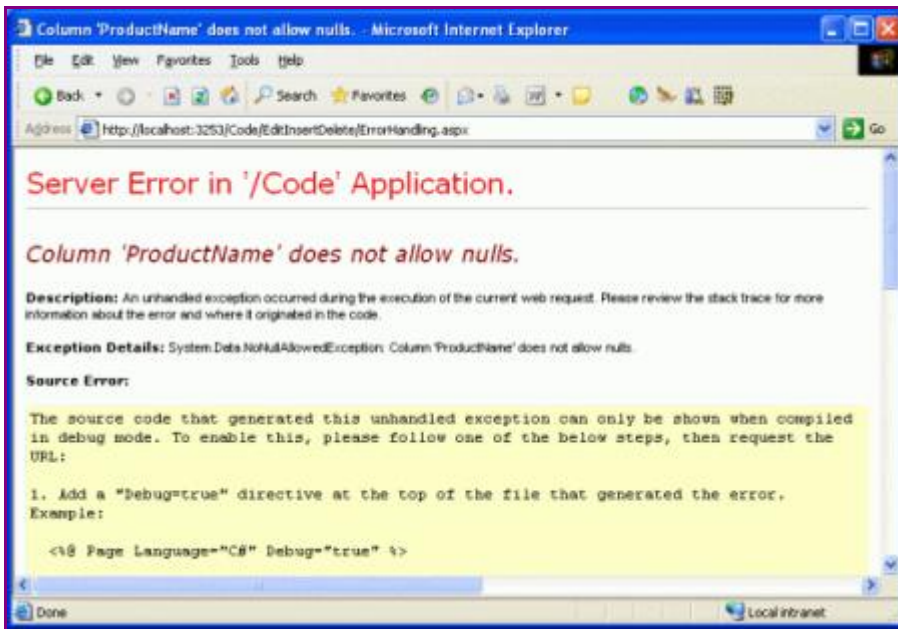 Column 'ProductName' does not allow nulls. - Microsoft Internet Explorer
File Edit View Favorites Tools Help
Back Search Favorites
Address http://localhost:3253/Code/EditInsertDelete/ErrorHandling.aspx Go
Server Error in '/Code' Application.
Column 'ProductName' does not allow nulls.
Description: An unhandled exception occurred during the execution of the current web request. Please review the stack trace for more
information about the error and where it originated in the code.
Exception Details: System.Data.NoNullAllowedException: Column 'ProductName' does not allow nulls.
Source Error:
The source code that generated this unhandled exception can only be shown when compiled
in debug mode. To enable this, please follow one of the below steps, then request the
URL:
1. Add a "Debug=true" directive at the top of the file that generated the error.
Example:
<%@ Page Language="C#" Debug="true" %>
Done Local intranet